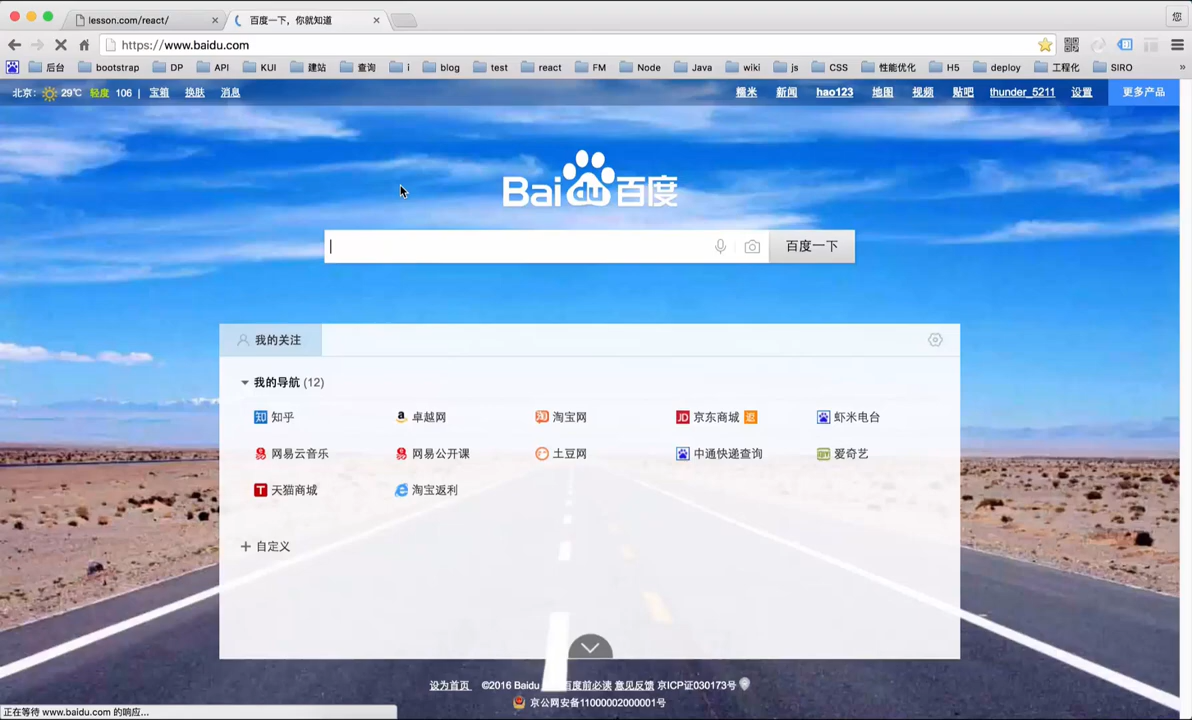 lesson.com/react/
百度一下，你就知道
您
https://www.baidu.com
后台 bootstrap DP API KUI 建站 查询 i blog test react FM Node Java wiki js CSS 性能优化 H5 deploy 工程化 SIRO »
北京: 29℃ 轻度 106 | 宝箱 换肤 消息 糯米 新闻 hao123 地图 视频 贴吧 thunder_5211 设置 更多产品
Bai du 百度
百度一下
我的关注
我的导航 (12)
知 知乎 a 卓越网 淘 淘宝网 JD 京东商城 追 虾米电台
网易云音乐 网易公开课 土豆网 中通快递查询 爱奇艺
T 天猫商城 淘宝返利
自定义
设为首页 ©2016 Baidu 百度前必读 意见反馈 京ICP证030173号
京公网安备11000002000001号
正在等待 www.baidu.com 的响应...